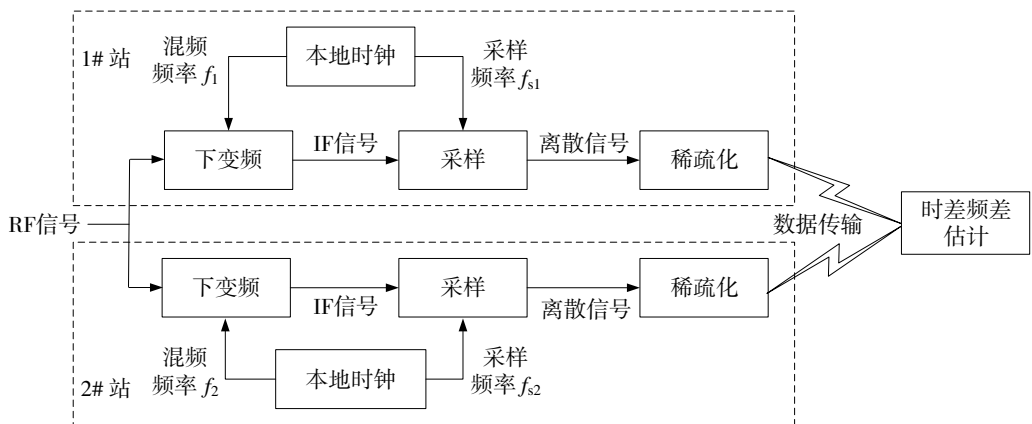 1# 站
混频
频率 f₁
本地时钟
采样
频率 fₛ₁
下变频
IF信号
采样
离散信号
稀疏化
RF信号
数据传输
时差频差
估计
下变频
IF信号
采样
离散信号
稀疏化
混频
频率 f₂
本地时钟
采样
频率 fₛ₂
2# 站